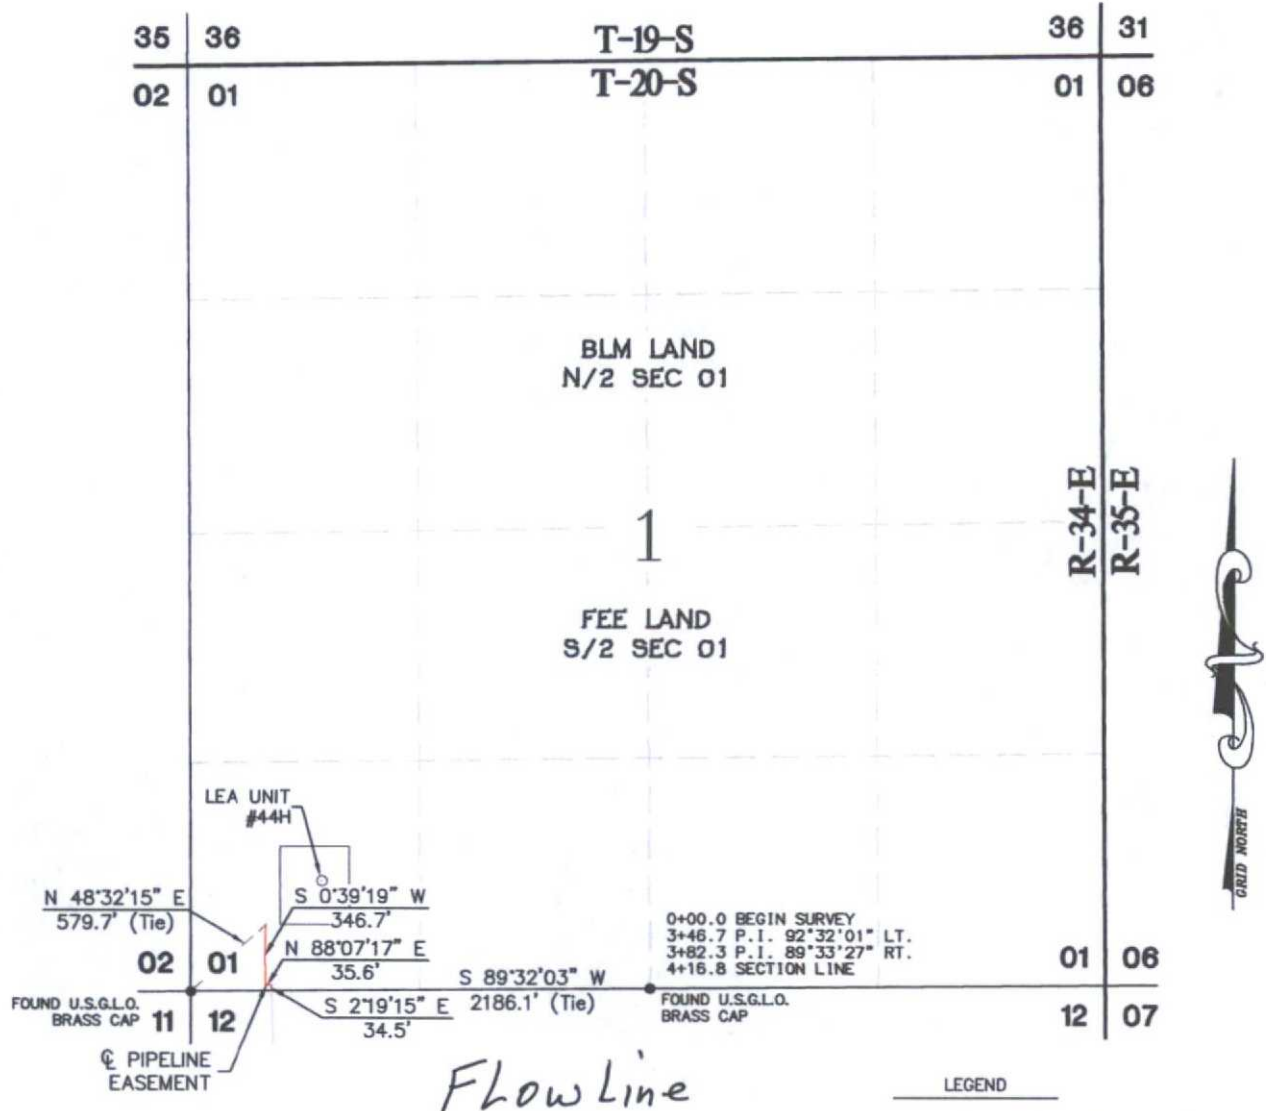 35 36 T-19-S 36 31
02 01 T-20-S 01 06
BLM LAND
N/2 SEC 01
R-34-E
R-35-E
1
FEE LAND
S/2 SEC 01
GRID NORTH
LEA UNIT
#44H
N 48°32'15" E
579.7' (Tie)
S 0°39'19" W
346.7'
N 88°07'17" E
35.6'
S 89°32'03" W
2186.1' (Tie)
0+00.0 BEGIN SURVEY
3+46.7 P.I. 92°32'01" LT.
3+82.3 P.I. 89°33'27" RT.
4+16.8 SECTION LINE
02 01
01 06
FOUND U.S.G.L.O.
BRASS CAP
11 12
S 2°19'15" E
34.5'
FOUND U.S.G.L.O.
BRASS CAP
12 07
℄ PIPELINE
EASEMENT
FLowLine
LEGEND